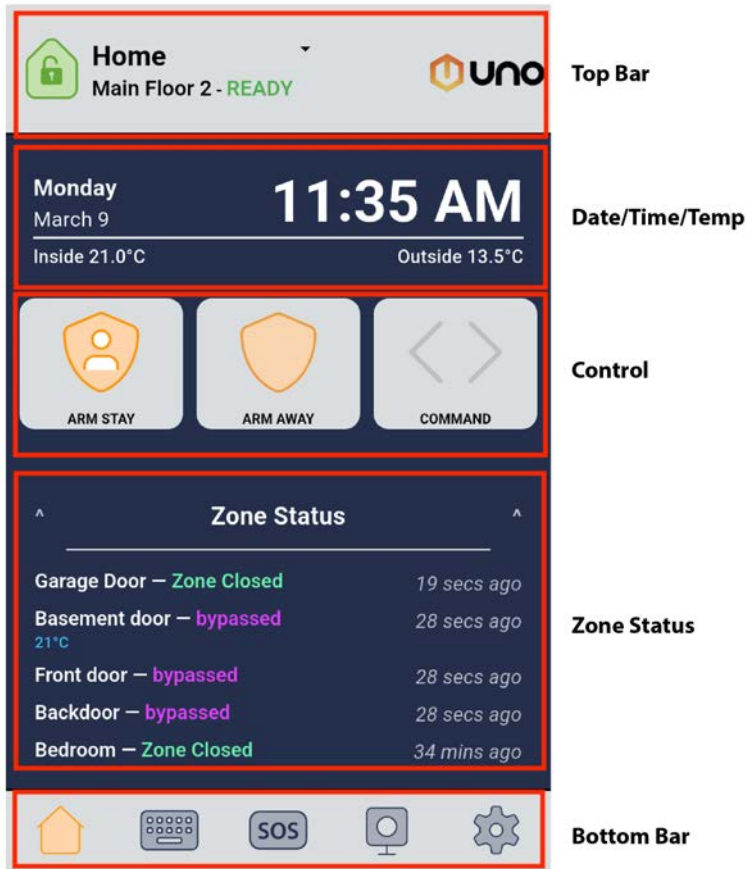 Home
Main Floor 2 - READY
UNO
Top Bar
Monday
March 9
11:35 AM
Inside 21.0°C
Outside 13.5°C
Date/Time/Temp
ARM STAY
ARM AWAY
COMMAND
Control
^ Zone Status ^
Garage Door — Zone Closed 19 secs ago
Basement door — bypassed 28 secs ago
21°C
Front door — bypassed 28 secs ago
Backdoor — bypassed 28 secs ago
Bedroom — Zone Closed 34 mins ago
Zone Status
SOS
Bottom Bar